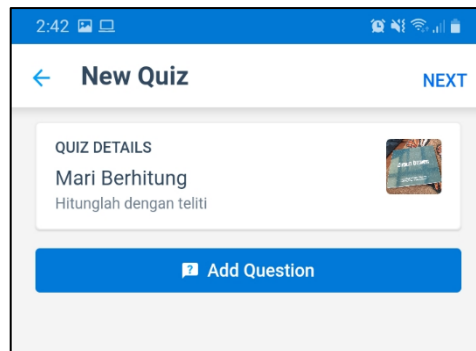 2:42
New Quiz
NEXT
QUIZ DETAILS
Mari Berhitung
Hitunglah dengan teliti
Add Question